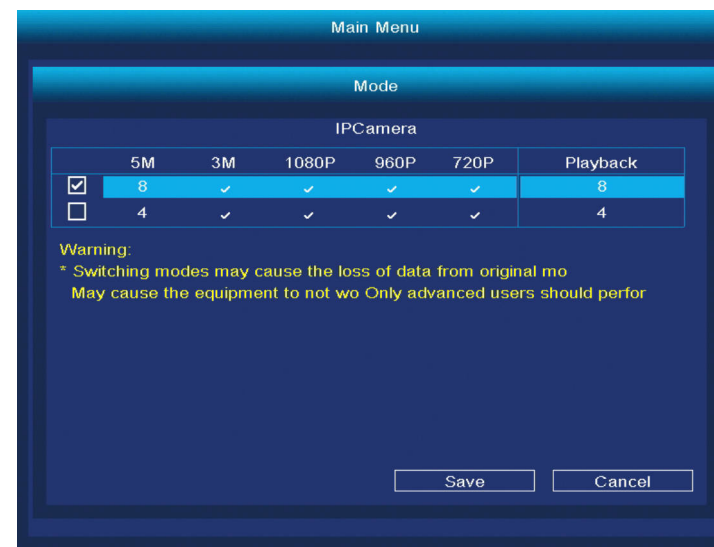 Main Menu
Mode
IPCamera
5M 3M 1080P 960P 720P Playback
8 ✓ ✓ ✓ ✓ 8
4 ✓ ✓ ✓ ✓ 4
Warning:
* Switching modes may cause the loss of data from origin mo
May cause the equipment to not wo Only advanced users should perfor
Save Cancel